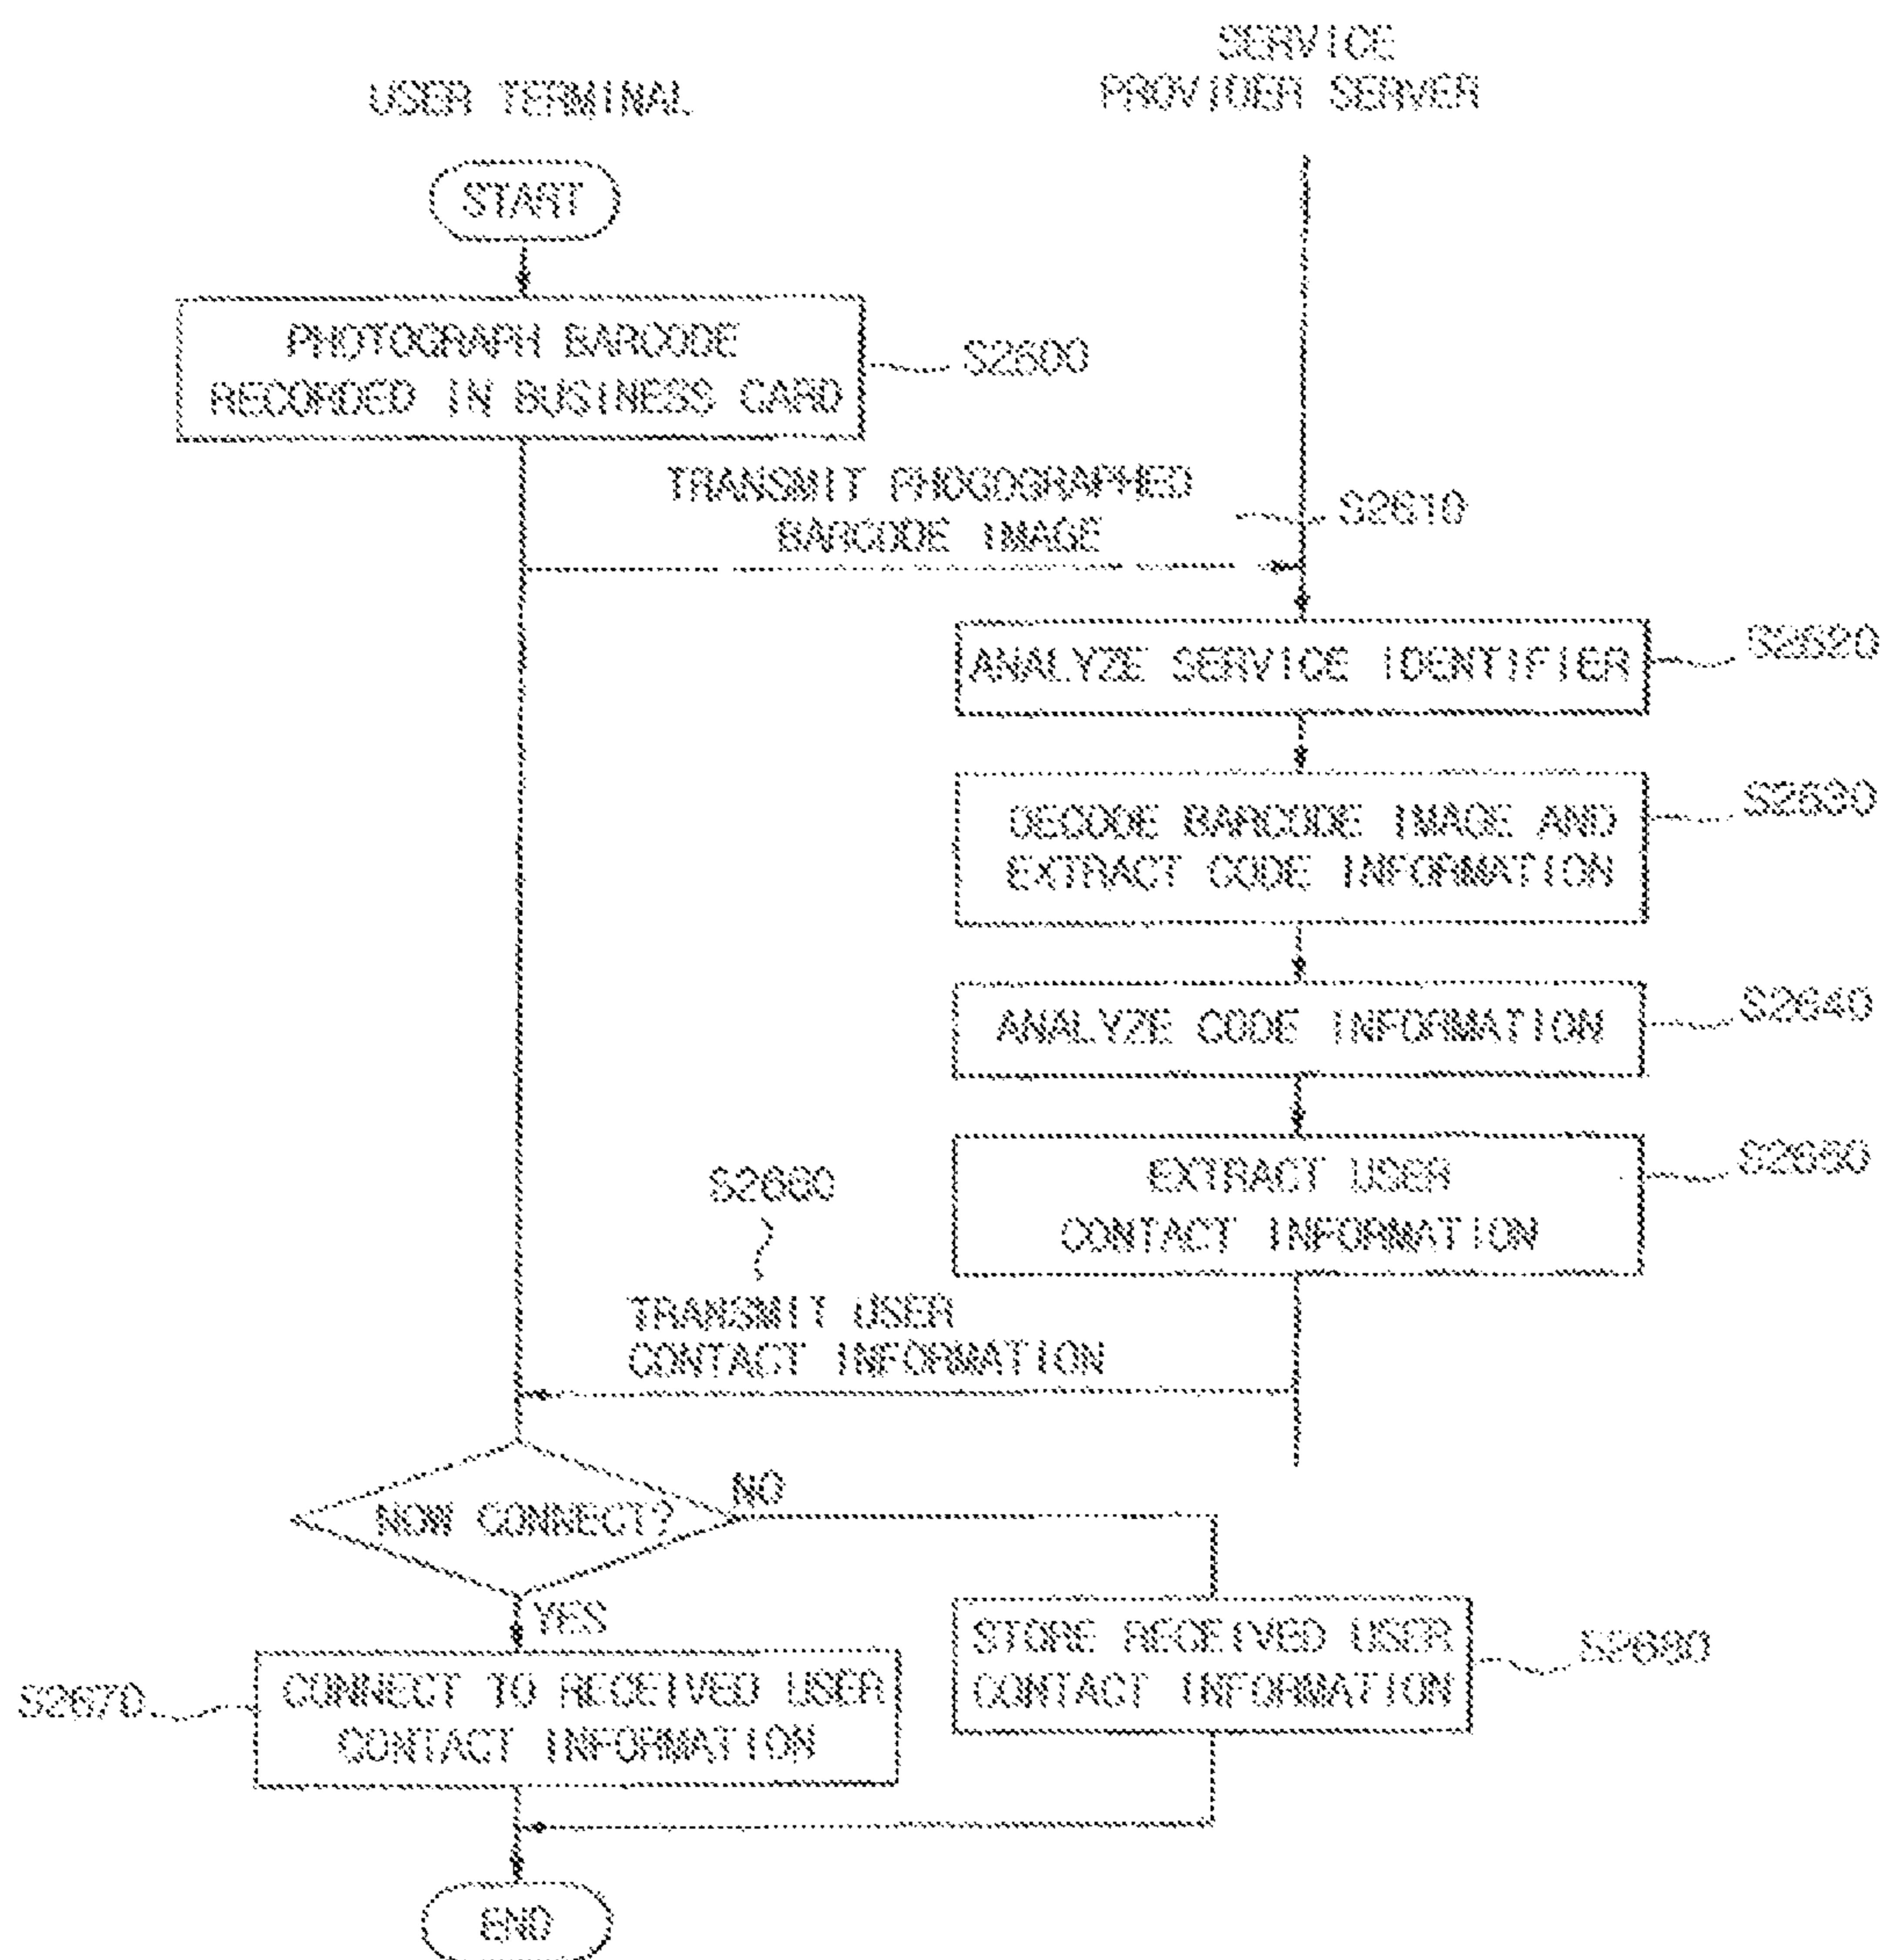 SERVICE
PROVIDER SERVER
USER TERMINAL
START
PHOTOGRAPH BARCODE
RECORDED IN BUSINESS CARD
S2600
TRANSMIT PHOGOGRAPHED
BARCODE IMAGE
S2610
ANALYZE SERVICE IDENTIFIER
S2620
DECODE BARCODE IMAGE AND
EXTRACT CODE INFORMATION
S2630
ANALYZE CODE INFORMATION
S2640
EXTRACT USER
CONTACT INFORMATION
S2650
S2660
TRANSMIT USER
CONTACT INFORMATION
NOW CONNECT?
NO
YES
STORE RECEIVED USER
CONTACT INFORMATION
S2680
S2670
CONNECT TO RECEIVED USER
CONTACT INFORMATION
END